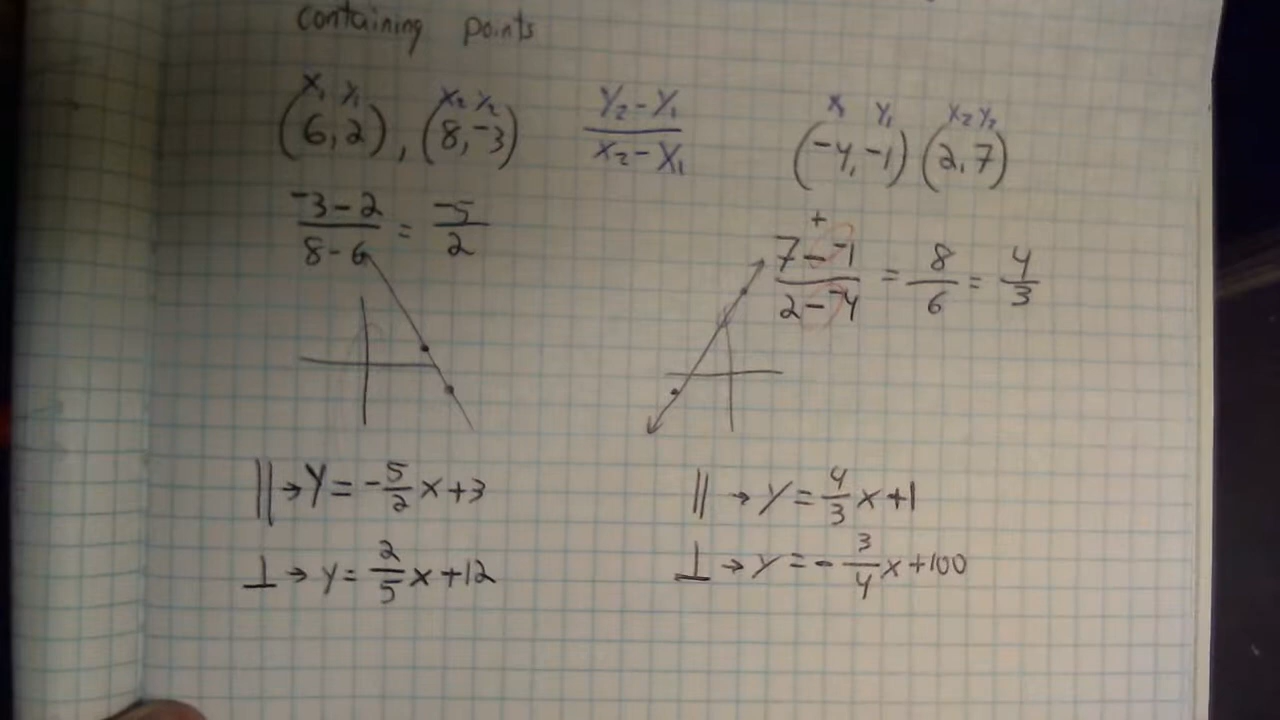 containing points
x₁ y₁ x₂ y₂
(6, 2), (8, -3)
y₂ - y₁ / x₂ - x₁
-3 - 2 / 8 - 6 = -5 / 2
|| → y = -5/2 x + 3
⊥ → y = 2/5 x + 12
x₁ y₁ x₂ y₂
(-4, -1) (2, 7)
+
7 - -1 / 2 - -4 = 8 / 6 = 4 / 3
|| → y = 4/3 x + 1
⊥ → y = -3/4 x + 100